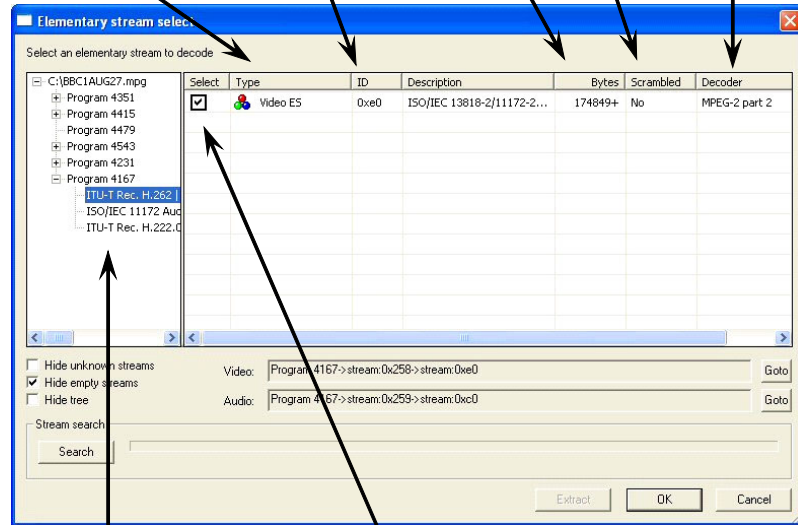 Elementary stream sele
Select an elementary stream to decode
C:\BBC1AUG27.mpg
Program 4351
Program 4415
Program 4479
Program 4543
Program 4231
Program 4167
ITU-T Rec. H.262 |
ISO/IEC 11172 Aud
ITU-T Rec. H.222.0
Select Type ID Description Bytes Scrambled Decoder
Video ES 0xe0 ISO/IEC 13818-2/11172-2... 174849+ No MPEG-2 part 2
Hide unknown streams
Hide empty streams
Hide tree
Video: Program 4167->stream:0x258->stream:0xe0 Goto
Audio: Program 4167->stream:0x259->stream:0xc0 Goto
Stream search
Search
Extract OK Cancel